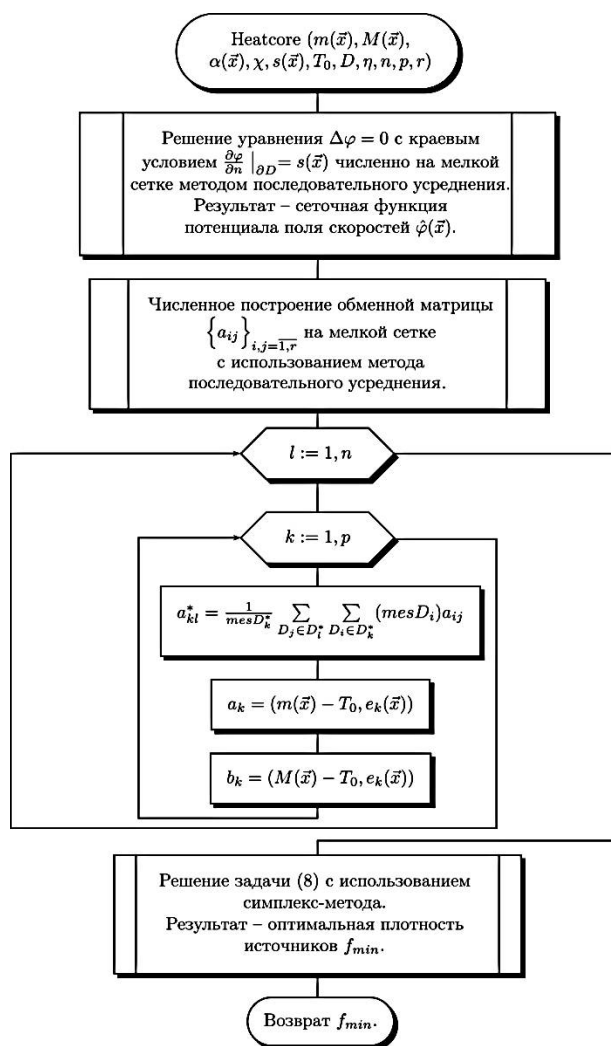 Heatcore (m(x⃗), M(x⃗),
α(x⃗), χ, s(x⃗), T₀, D, η, n, p, r)
Решение уравнения Δφ = 0 с краевым
условием ∂φ/∂n |∂D = s(x⃗) численно на мелкой
сетке методом последовательного усреднения.
Результат – сеточная функция
потенциала поля скоростей φ̂(x⃗).
Численное построение обменной матрицы
{aᵢⱼ}i,j=1,r на мелкой сетке
с использованием метода
последовательного усреднения.
l := 1, n
k := 1, p
a*ₖₗ = 1/mesD*ₖ ∑Dⱼ∈D*ₗ ∑Dᵢ∈D*ₖ (mesDᵢ)aᵢⱼ
aₖ = (m(x⃗) − T₀, eₖ(x⃗))
bₖ = (M(x⃗) − T₀, eₖ(x⃗))
Решение задачи (8) с использованием
симплекс-метода.
Результат – оптимальная плотность
источников fmin.
Возврат fmin.